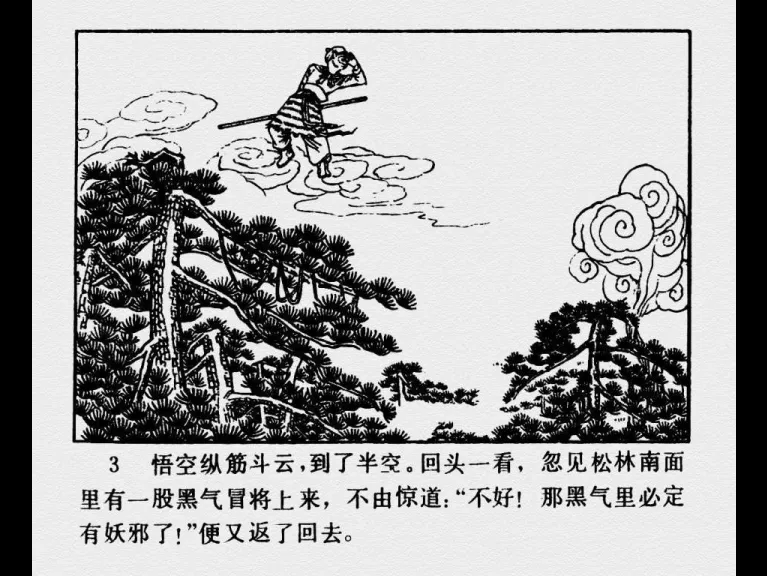 3 悟空纵筋斗云,到了半空。回头一看,忽见松林南面
里有一股黑气冒将上来,不由惊道:“不好!那黑气里必定
有妖邪了!”便又返了回去。